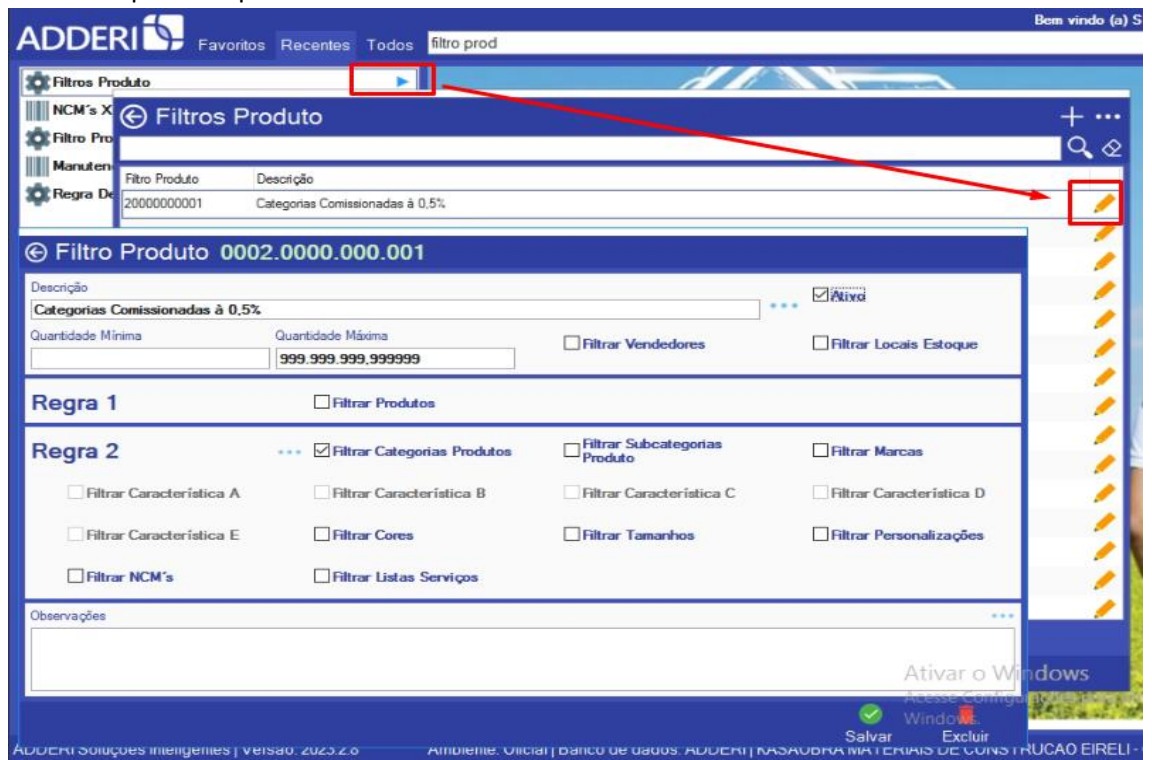 Bem vindo (a) S
ADDERI Favoritos Recentes Todos filtro prod
Filtros Produto
NCM´s X
Filtros Produto
Filtro Pro
Manuten
Filtro Produto Descrição
Regra De
20000000001 Categorias Comissionadas à 0,5%
Filtro Produto 0002.0000.000.001
Descrição
Categorias Comissionadas à 0,5% ... Ativo
Quantidade Mínima Quantidade Máxima
999.999.999,999999 Filtrar Vendedores Filtrar Locais Estoque
Regra 1 Filtrar Produtos
Regra 2 ... Filtrar Categorias Produtos Filtrar Subcategorias Produto Filtrar Marcas
Filtrar Característica A Filtrar Característica B Filtrar Característica C Filtrar Característica D
Filtrar Característica E Filtrar Cores Filtrar Tamanhos Filtrar Personalizações
Filtrar NCM´s Filtrar Listas Serviços
Observações ...
Ativar o Windows
Acesse Configu
Windows.
Salvar Excluir
ADDERI Soluções Inteligentes | Versão: 2023.2.8 Ambiente: Oficial | Banco de dados: ADDERI | KASAOBRA MATERIAIS DE CONSTRUCAO EIRELI -